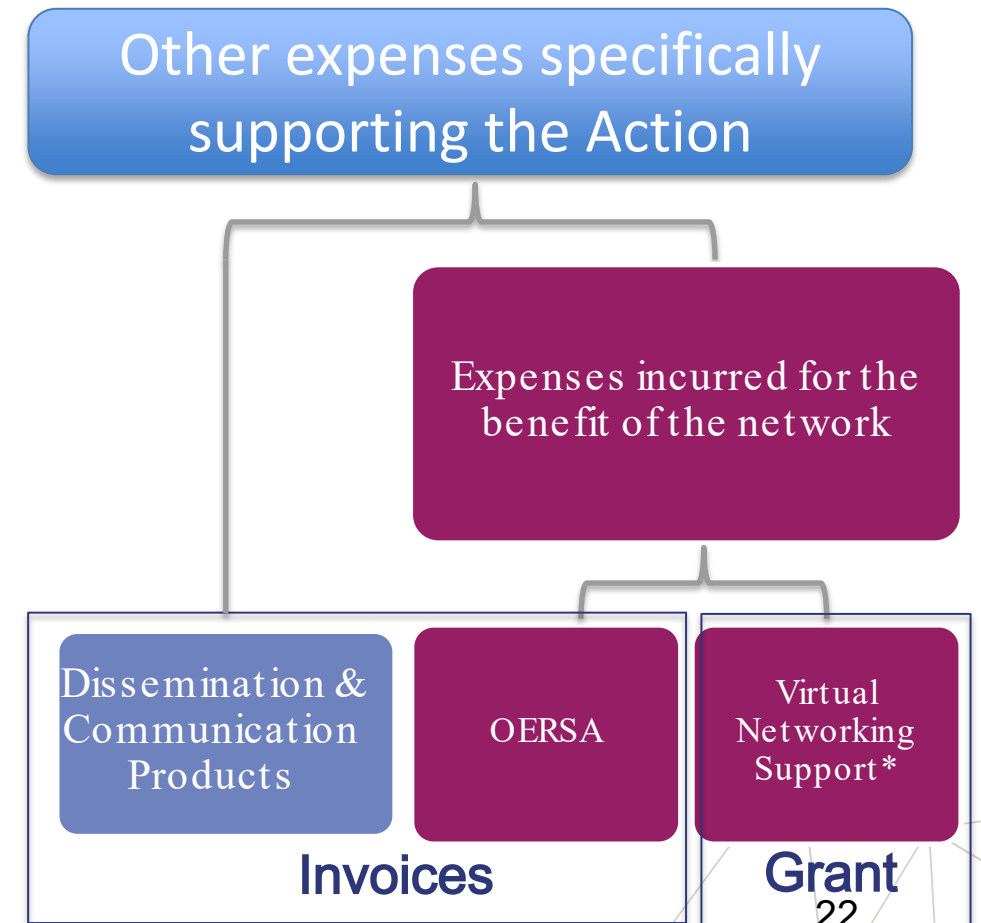 Other expenses specifically
supporting the Action
Expenses incurred for the
benefit of the network
Dissemination &
Communication
Products
OERSA
Virtual
Networking
Support*
Invoices
Grant
22